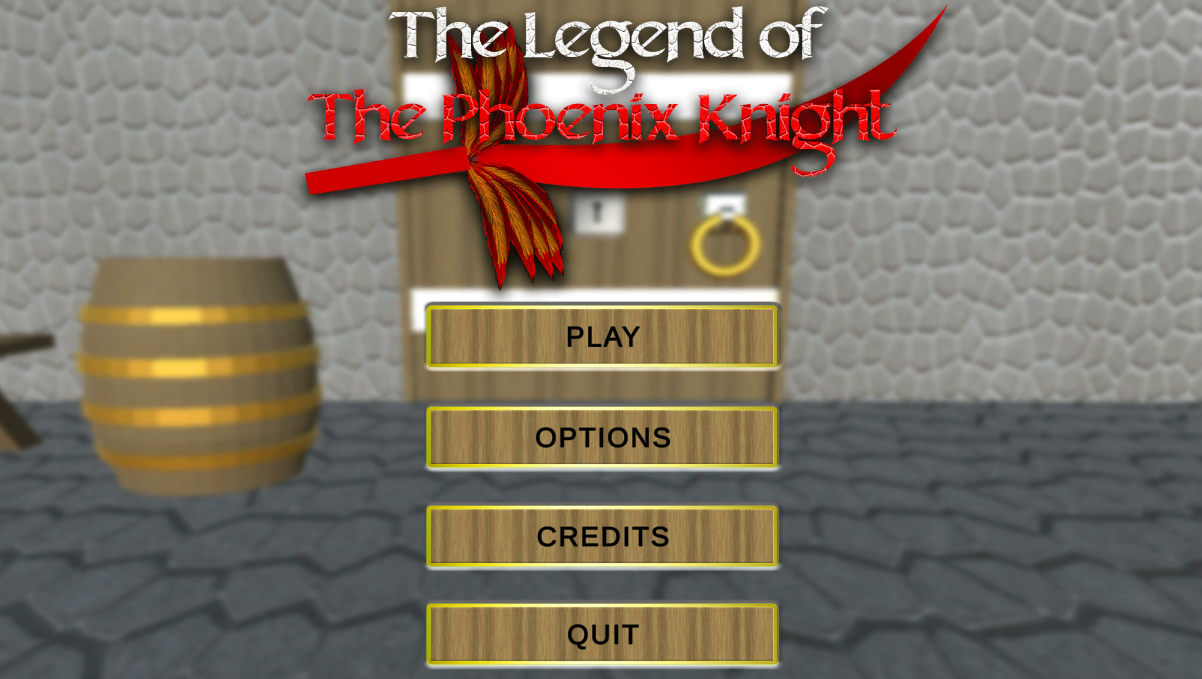 The Legend of
The Phoenix Knight
PLAY
OPTIONS
CREDITS
QUIT